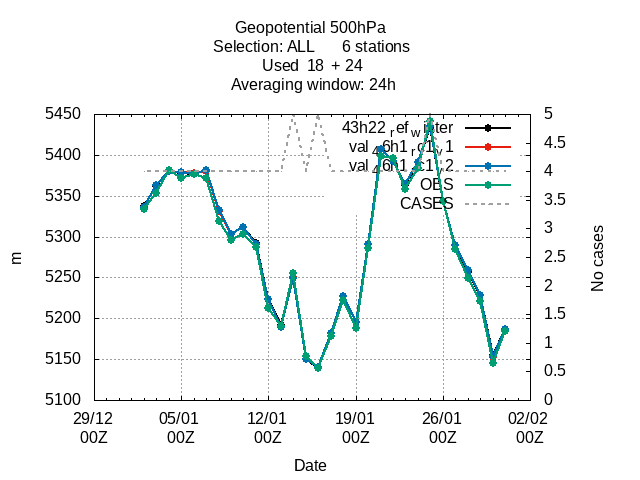 Geopotential 500hPa
Selection: ALL 6 stations
Used 18 + 24
Averaging window: 24h
5450
5400
5350
5300
5250
5200
5150
5100
m
5
4.5
4
3.5
3
2.5
2
1.5
1
0.5
0
No cases
43h22_ref_winter
val_46h1_rc1_v1
val_46h1_rc1_v2
OBS
CASES
29/12 05/01 12/01 19/01 26/01 02/02
00Z 00Z 00Z 00Z 00Z 00Z
Date